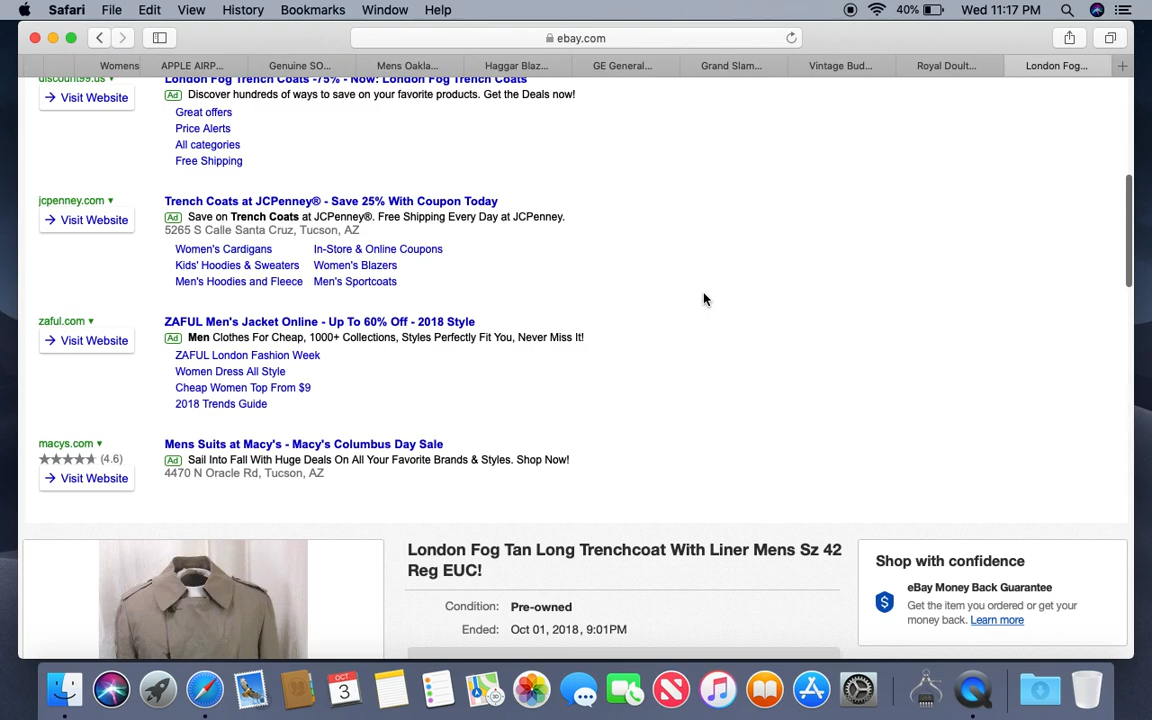 Safari File Edit View History Bookmarks Window Help 40% Wed 11:17 PM
ebay.com
Womens APPLE AIRP... Genuine SO... Mens Oakla... Haggar Blaz... GE General... Grand Slam... Vintage Bud... Royal Doult... London Fog...
discount99.us London Fog Trench Coats -75% - Now: London Fog Trench Coats
→ Visit Website Ad Discover hundreds of ways to save on your favorite products. Get the Deals now!
Great offers
Price Alerts
All categories
Free Shipping
jcpenney.com Trench Coats at JCPenney® - Save 25% With Coupon Today
→ Visit Website Ad Save on Trench Coats at JCPenney®. Free Shipping Every Day at JCPenney.
5265 S Calle Santa Cruz, Tucson, AZ
Women's Cardigans In-Store & Online Coupons
Kids' Hoodies & Sweaters Women's Blazers
Men's Hoodies and Fleece Men's Sportcoats
zaful.com ZAFUL Men's Jacket Online - Up To 60% Off - 2018 Style
→ Visit Website Ad Men Clothes For Cheap, 1000+ Collections, Styles Perfectly Fit You, Never Miss It!
ZAFUL London Fashion Week
Women Dress All Style
Cheap Women Top From $9
2018 Trends Guide
macys.com Mens Suits at Macy's - Macy's Columbus Day Sale
(4.6) Ad Sail Into Fall With Huge Deals On All Your Favorite Brands & Styles. Shop Now!
→ Visit Website 4470 N Oracle Rd, Tucson, AZ
London Fog Tan Long Trenchcoat With Liner Mens Sz 42
Reg EUC!
Condition: Pre-owned
Ended: Oct 01, 2018, 9:01PM
Shop with confidence
eBay Money Back Guarantee
Get the item you ordered or get your
money back. Learn more
OCT
3